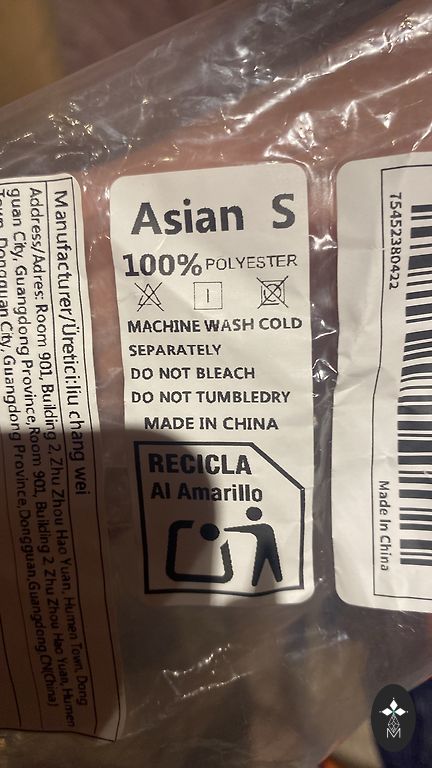 Asian S
100% POLYESTER
MACHINE WASH COLD
SEPARATELY
DO NOT BLEACH
DO NOT TUMBLEDRY
MADE IN CHINA
RECICLA
Al Amarillo
Manufacturer/Üretici:liu chang wei
Address/Adres: Room 901, Building 2, Zhu Zhou Hao Yuan, Humen Town, Dong
guan City, Guangdong Province,Room 901, Building 2 Zhu Zhou Hao Yuan, Humen
Town, Dongguan City, Guangdong Province,Dongguan,Guangdong CN(China)
75452380422
Made In China
M